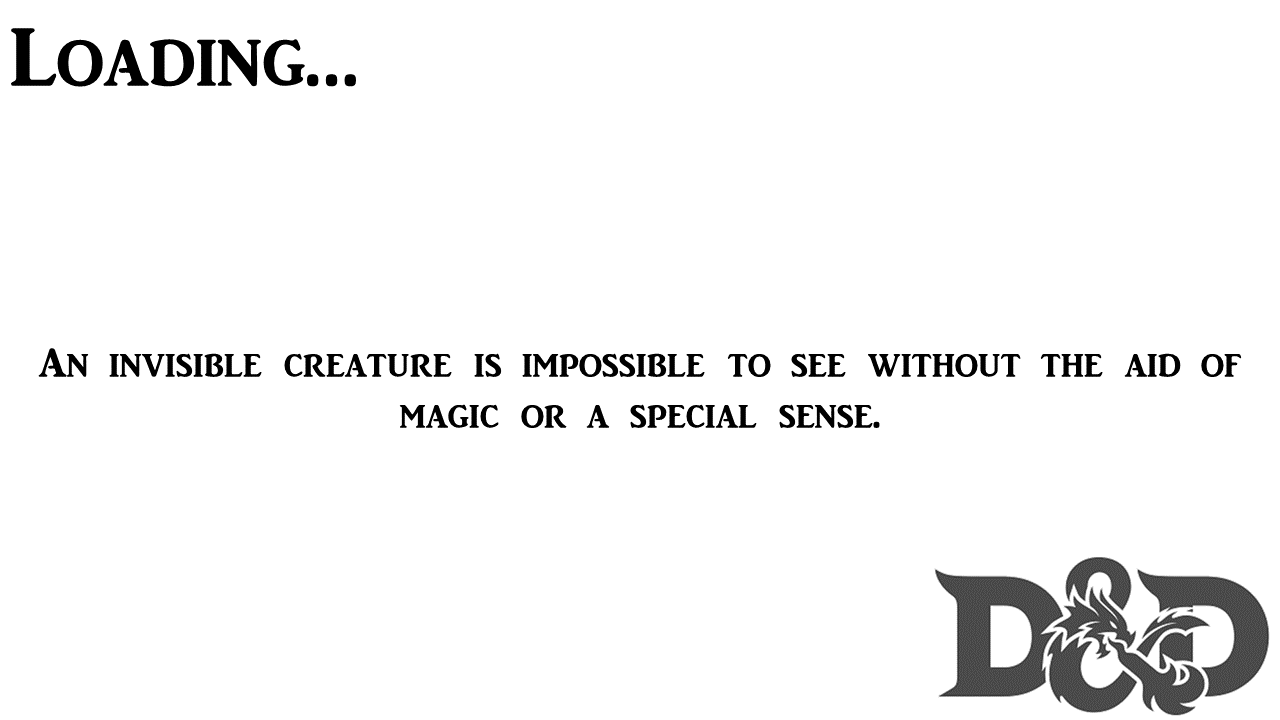 Loading...
An invisible creature is impossible to see without the aid of
magic or a special sense.
D&D